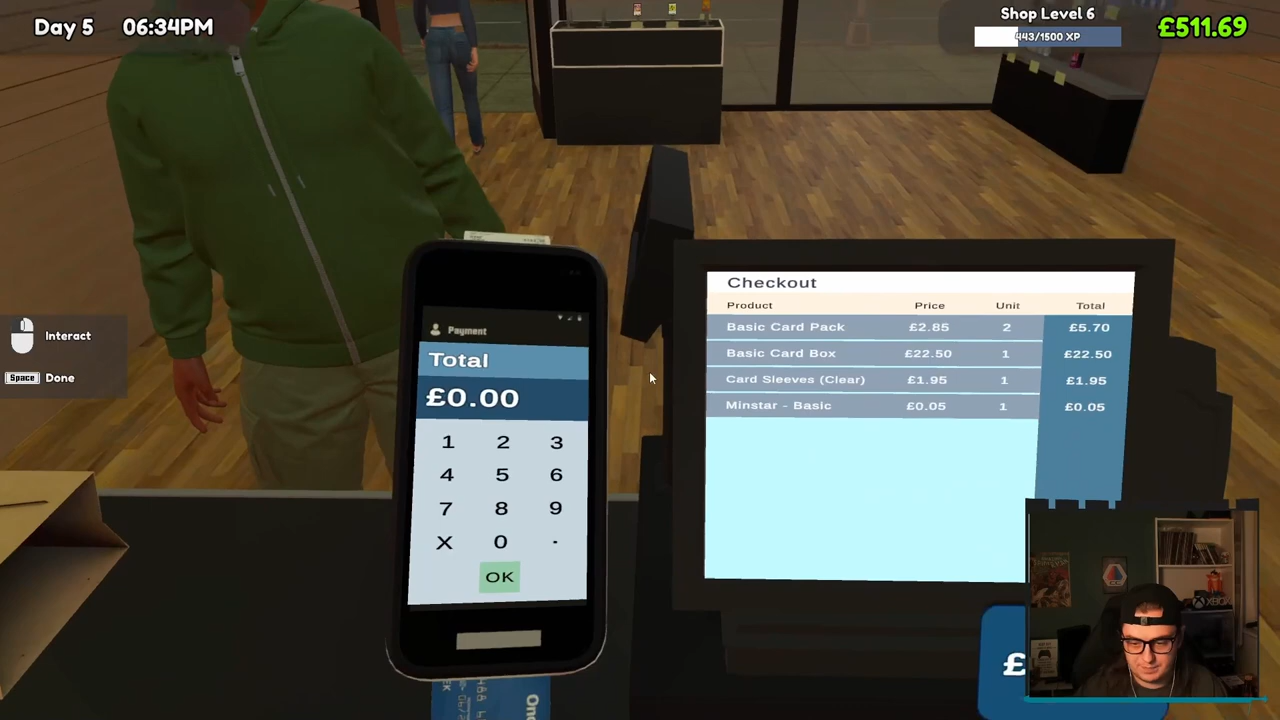 Day 5 06:34PM
Shop Level 6
443/1500 XP
£511.69
Interact
Space Done
Payment
Total
£0.00
1 2 3
4 5 6
7 8 9
X 0 .
OK
Checkout
Product Price Unit Total
Basic Card Pack £2.85 2 £5.70
Basic Card Box £22.50 1 £22.50
Card Sleeves (Clear) £1.95 1 £1.95
Minstar - Basic £0.05 1 £0.05
£
XBOX